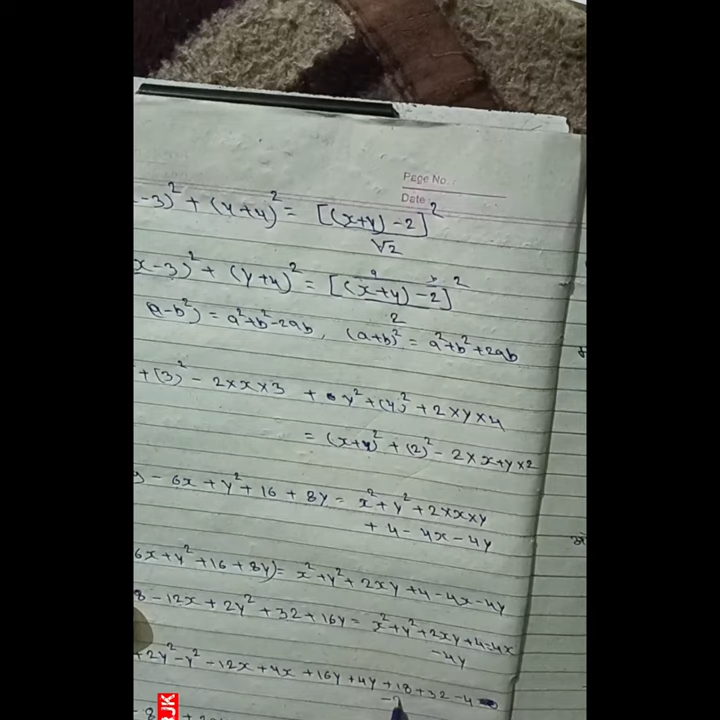 Page No.:
Date:
-3)² + (y+4)² = [(x+y)-2]²
√2
x-3)² + (y+4)² = [(x+y)-2]²
2
a-b²) = a²+b²-2ab, (a+b)² = a²+b²+2ab
+(3)² - 2×x×3 + y²+(4)²+2×y×4
= (x+y)² + (2)² - 2×x+y×2
- 6x + y² + 16 + 8y = x²+y²+2×x×y
+ 4 - 4x - 4y
6x+y²+16+8y) = x²+y²+2xy+4-4x-4y
8-12x+2y²+32+16y = x²+y²+2xy+4-4x
-4y
+2y²-y²-12x+4x+16y+4y+18+32-4
RJK